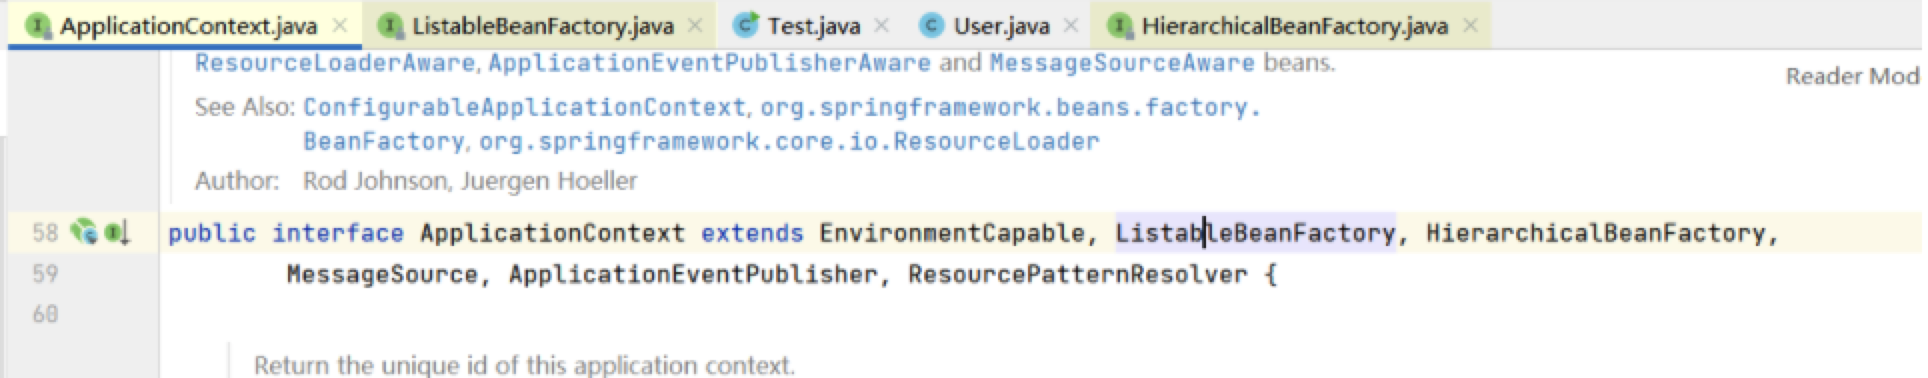 ApplicationContext.java × ListableBeanFactory.java × Test.java × User.java × HierarchicalBeanFactory.java ×
ResourceLoaderAware, ApplicationEventPublisherAware and MessageSourceAware beans.
Reader Mod
See Also: ConfigurableApplicationContext, org.springframework.beans.factory.
BeanFactory, org.springframework.core.io.ResourceLoader
Author: Rod Johnson, Juergen Hoeller
58 public interface ApplicationContext extends EnvironmentCapable, ListableBeanFactory, HierarchicalBeanFactory,
59 MessageSource, ApplicationEventPublisher, ResourcePatternResolver {
60
Return the unique id of this application context.